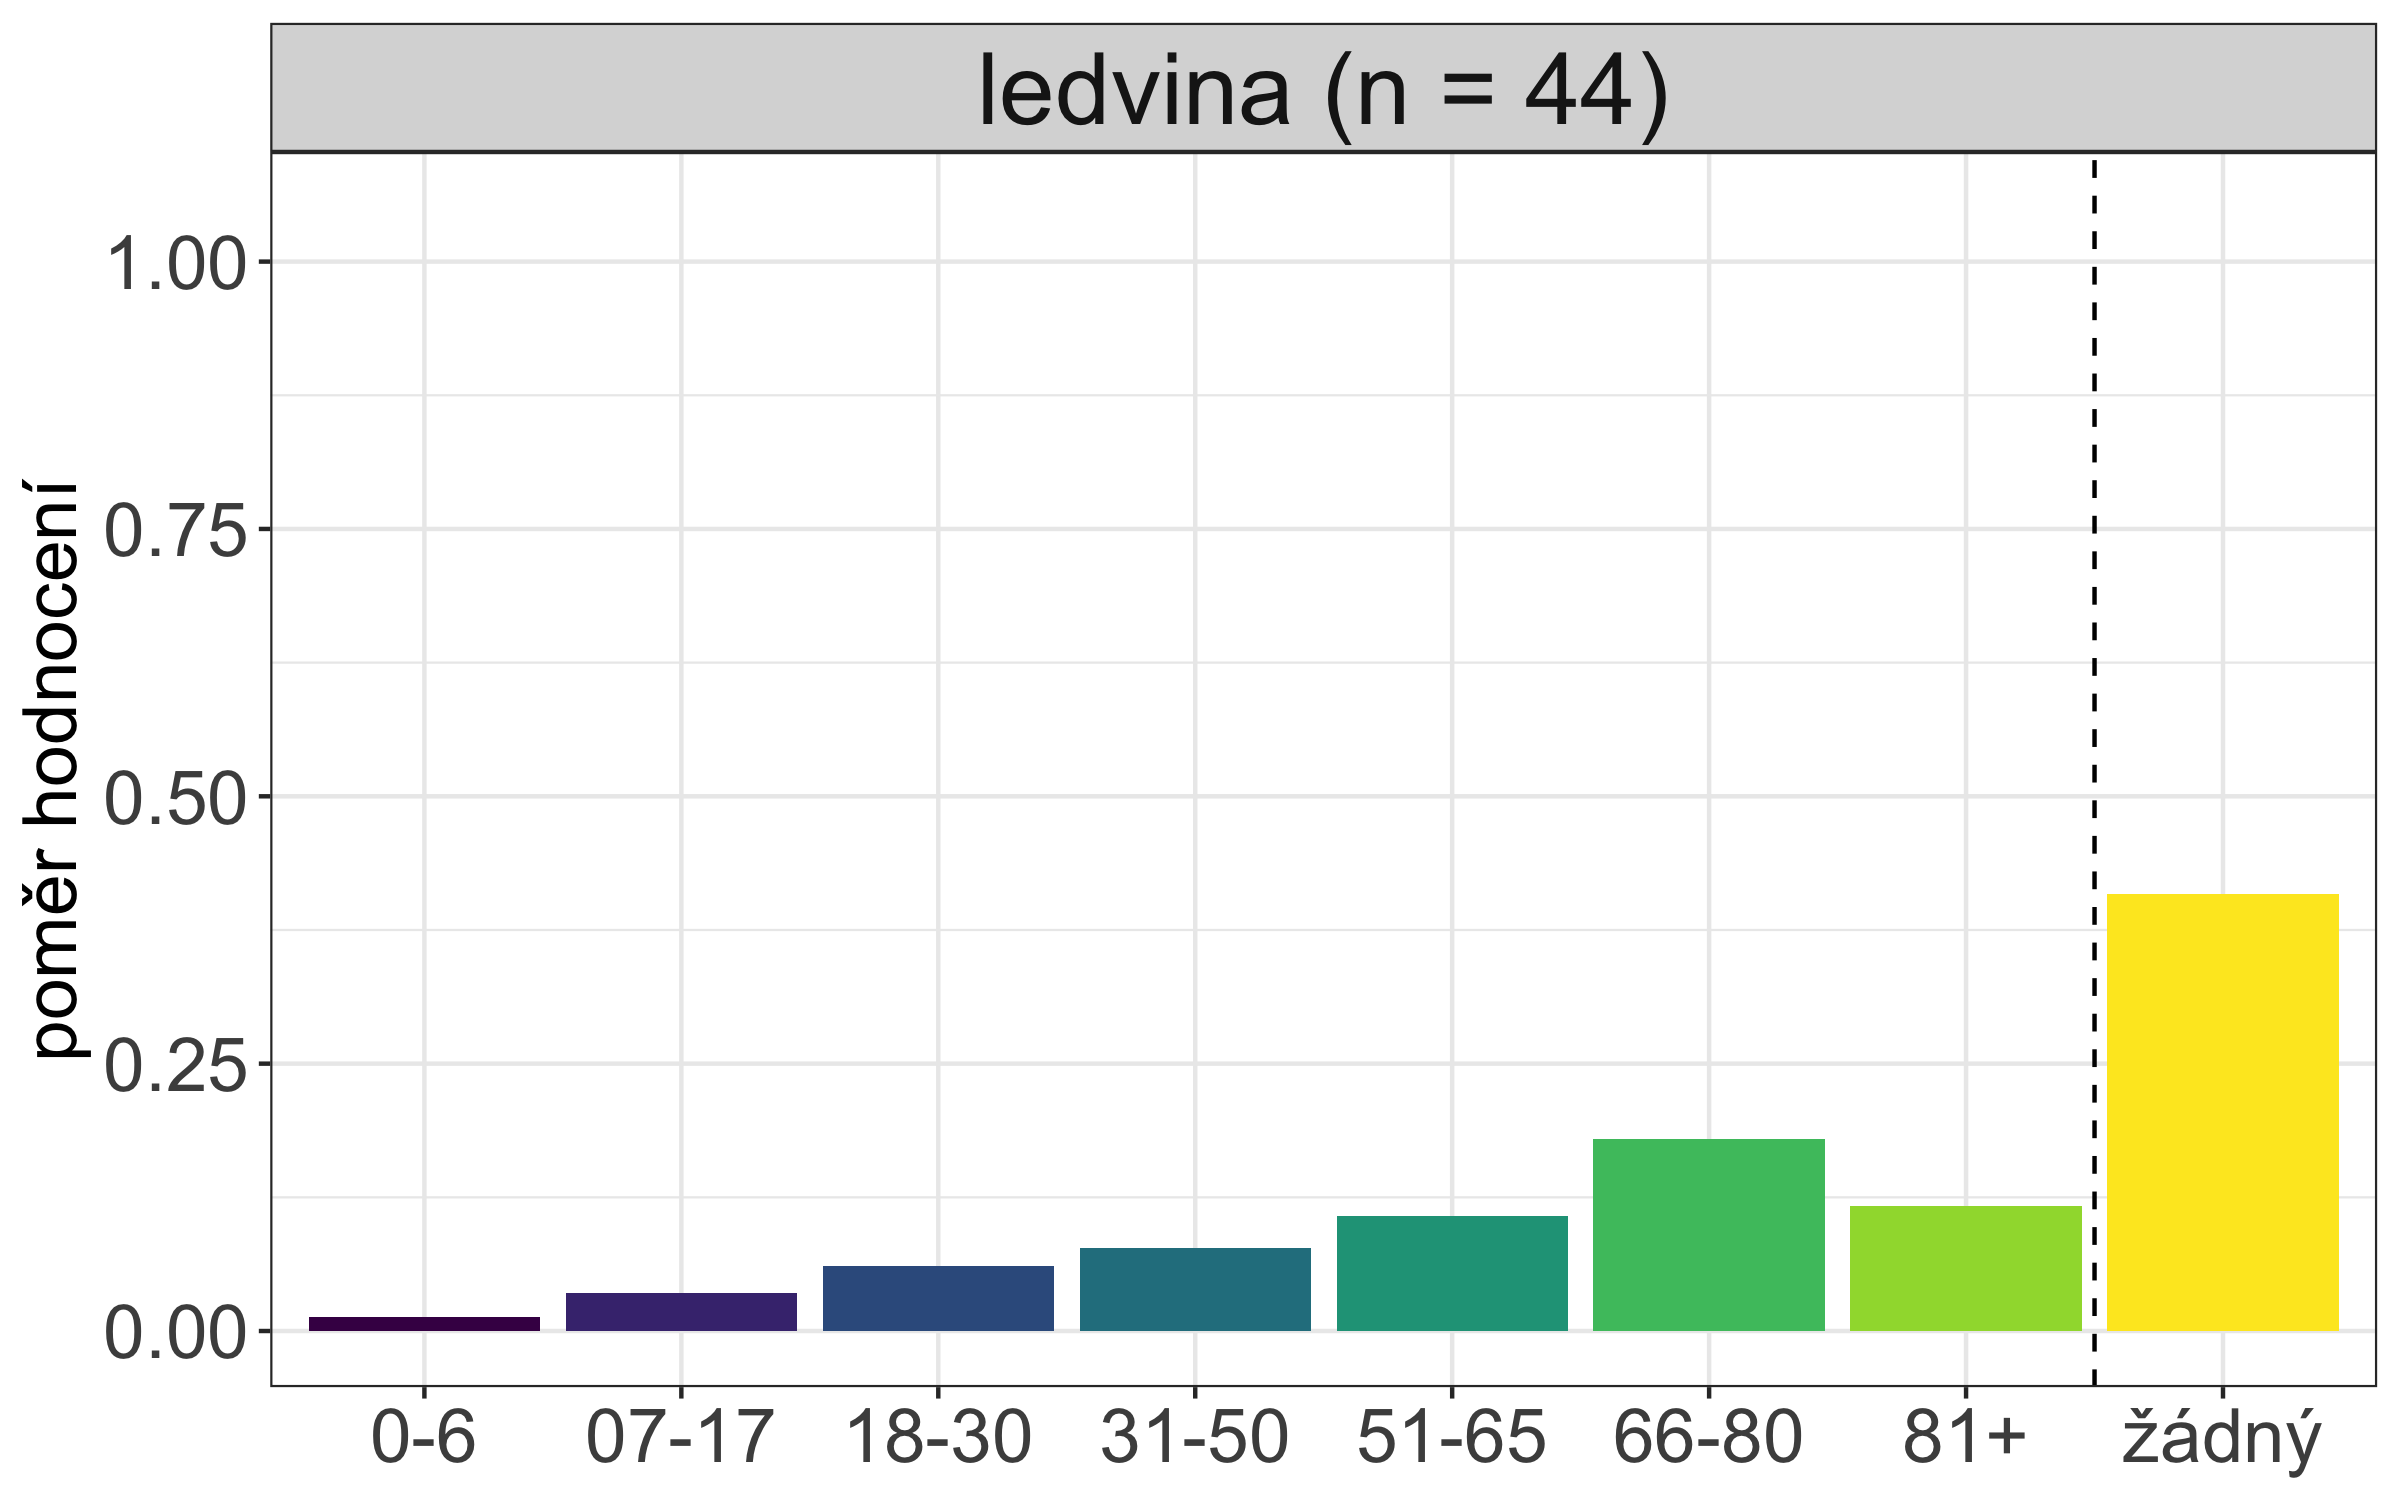 ledvina (n = 44)
poměr hodnocení
1.00
0.75
0.50
0.25
0.00
0-6 07-17 18-30 31-50 51-65 66-80 81+ žádný